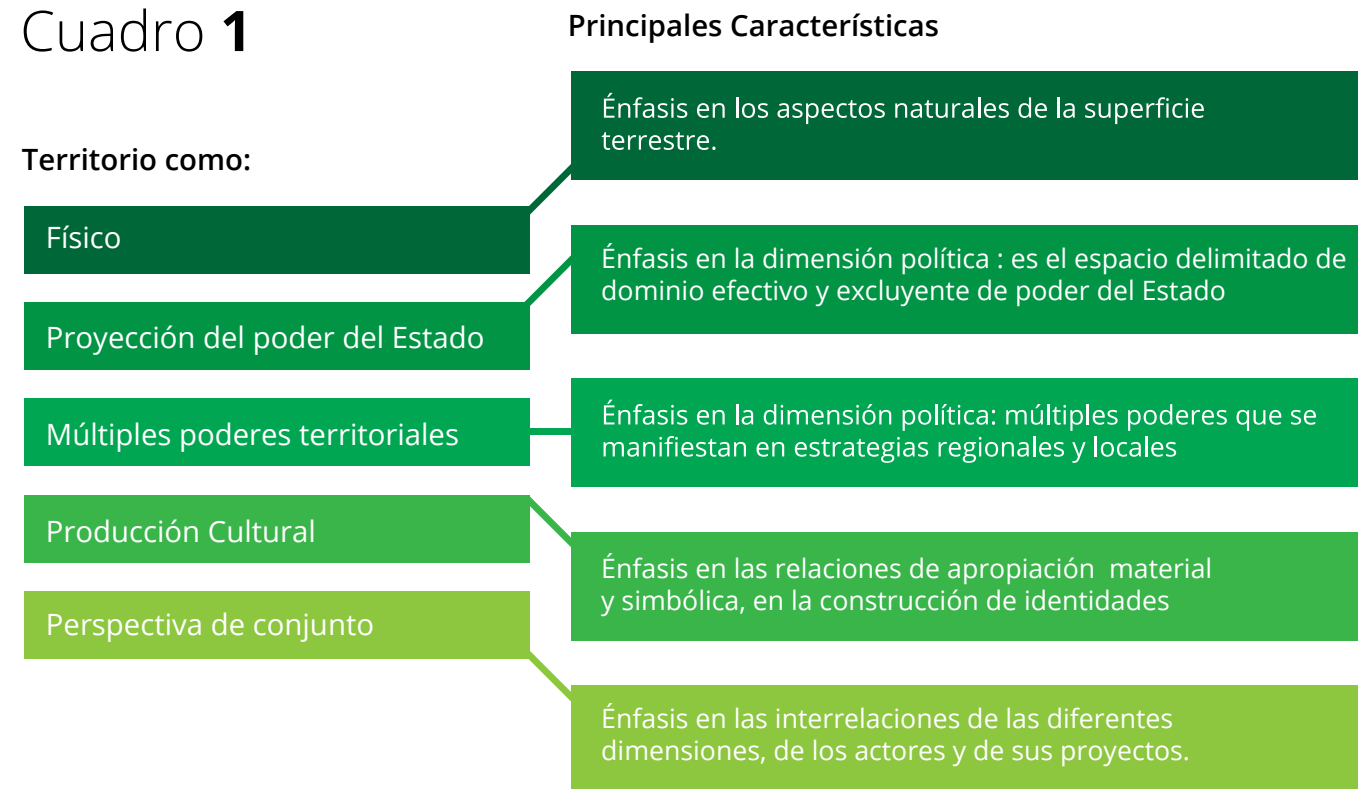 Cuadro 1
Principales Características
Territorio como:
Físico
Énfasis en los aspectos naturales de la superficie
terrestre.
Proyección del poder del Estado
Énfasis en la dimensión política : es el espacio delimitado de
dominio efectivo y excluyente de poder del Estado
Múltiples poderes territoriales
Énfasis en la dimensión política: múltiples poderes que se
manifiestan en estrategias regionales y locales
Producción Cultural
Énfasis en las relaciones de apropiación  material
y simbólica, en la construcción de identidades
Perspectiva de conjunto
Énfasis en las interrelaciones de las diferentes
dimensiones, de los actores y de sus proyectos.